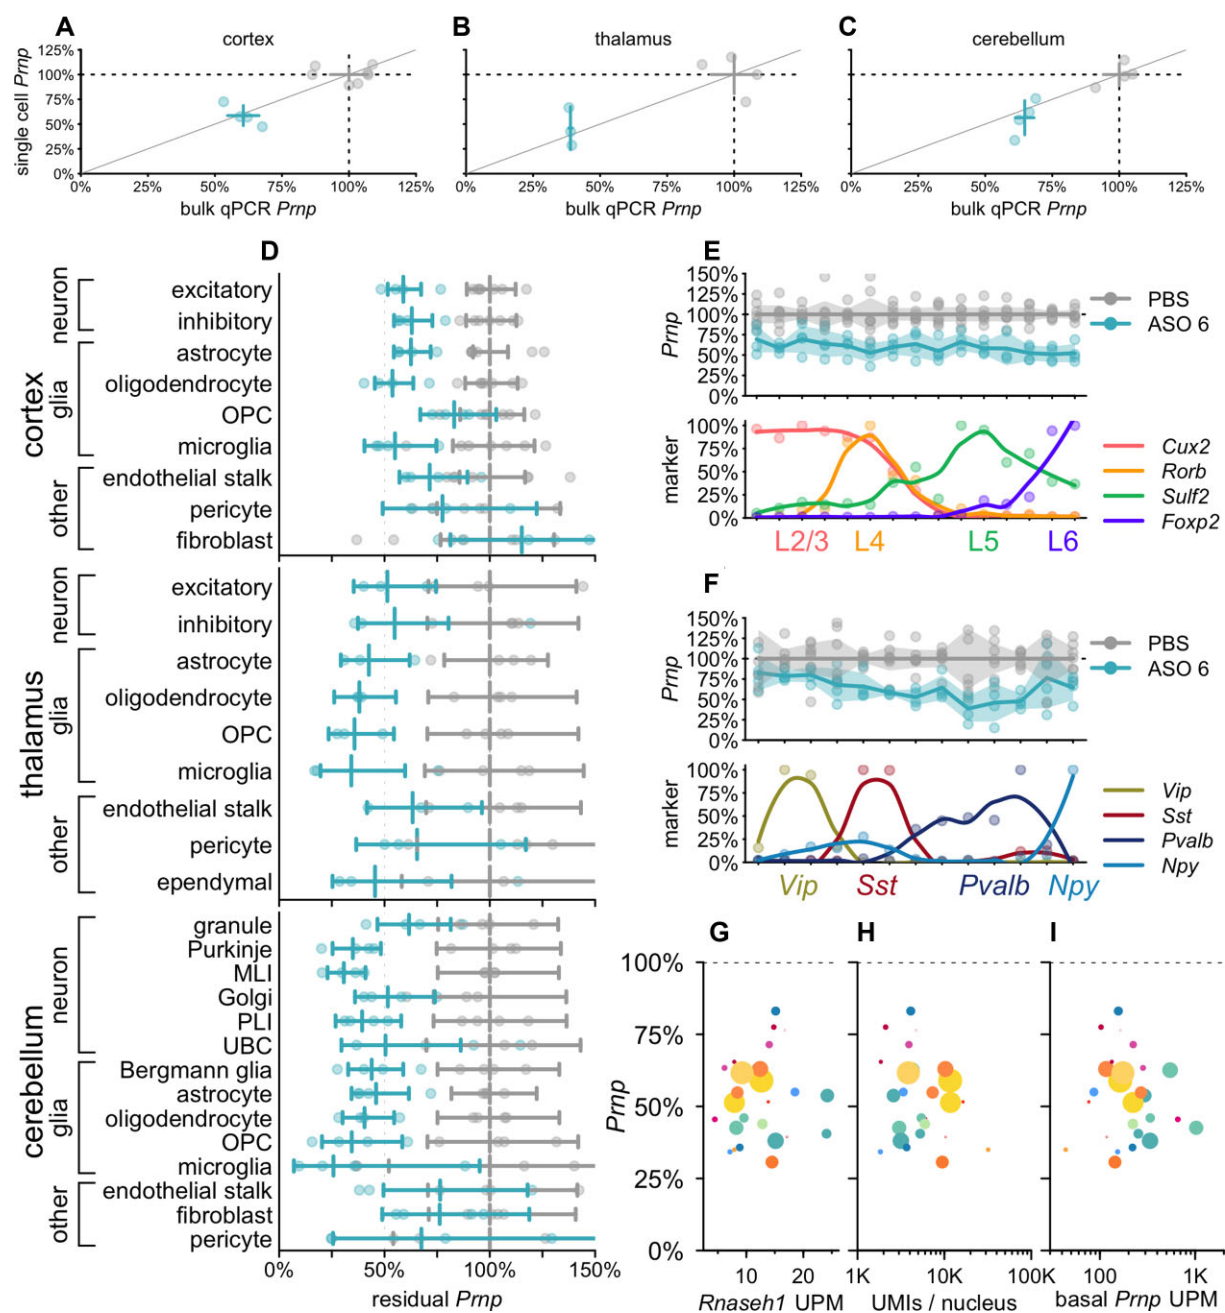 A
cortex
125%
100%
75%
50%
25%
0%
single cell Prnp
0% 25% 50% 75% 100% 125%
bulk qPCR Prnp
B
thalamus
0% 25% 50% 75% 100% 125%
bulk qPCR Prnp
C
cerebellum
0% 25% 50% 75% 100% 125%
bulk qPCR Prnp
D
cortex
neuron
excitatory
inhibitory
glia
astrocyte
oligodendrocyte
OPC
microglia
other
endothelial stalk
pericyte
fibroblast
thalamus
neuron
excitatory
inhibitory
glia
astrocyte
oligodendrocyte
OPC
microglia
other
endothelial stalk
pericyte
ependymal
cerebellum
neuron
granule
Purkinje
MLI
Golgi
PLI
UBC
glia
Bergmann glia
astrocyte
oligodendrocyte
OPC
microglia
other
endothelial stalk
fibroblast
pericyte
0% 50% 100% 150%
residual Prnp
E
150%
125%
100%
75%
50%
25%
0%
Prnp
PBS
ASO 6
100%
75%
50%
25%
0%
marker
Cux2
Rorb
Sulf2
Foxp2
L2/3 L4 L5 L6
F
150%
125%
100%
75%
50%
25%
0%
Prnp
PBS
ASO 6
100%
75%
50%
25%
0%
marker
Vip
Sst
Pvalb
Npy
Vip Sst Pvalb Npy
G H I
100%
75%
50%
25%
0%
Prnp
10 20
Rnaseh1 UPM
1K 10K 100K
UMIs / nucleus
100 1K
basal Prnp UPM